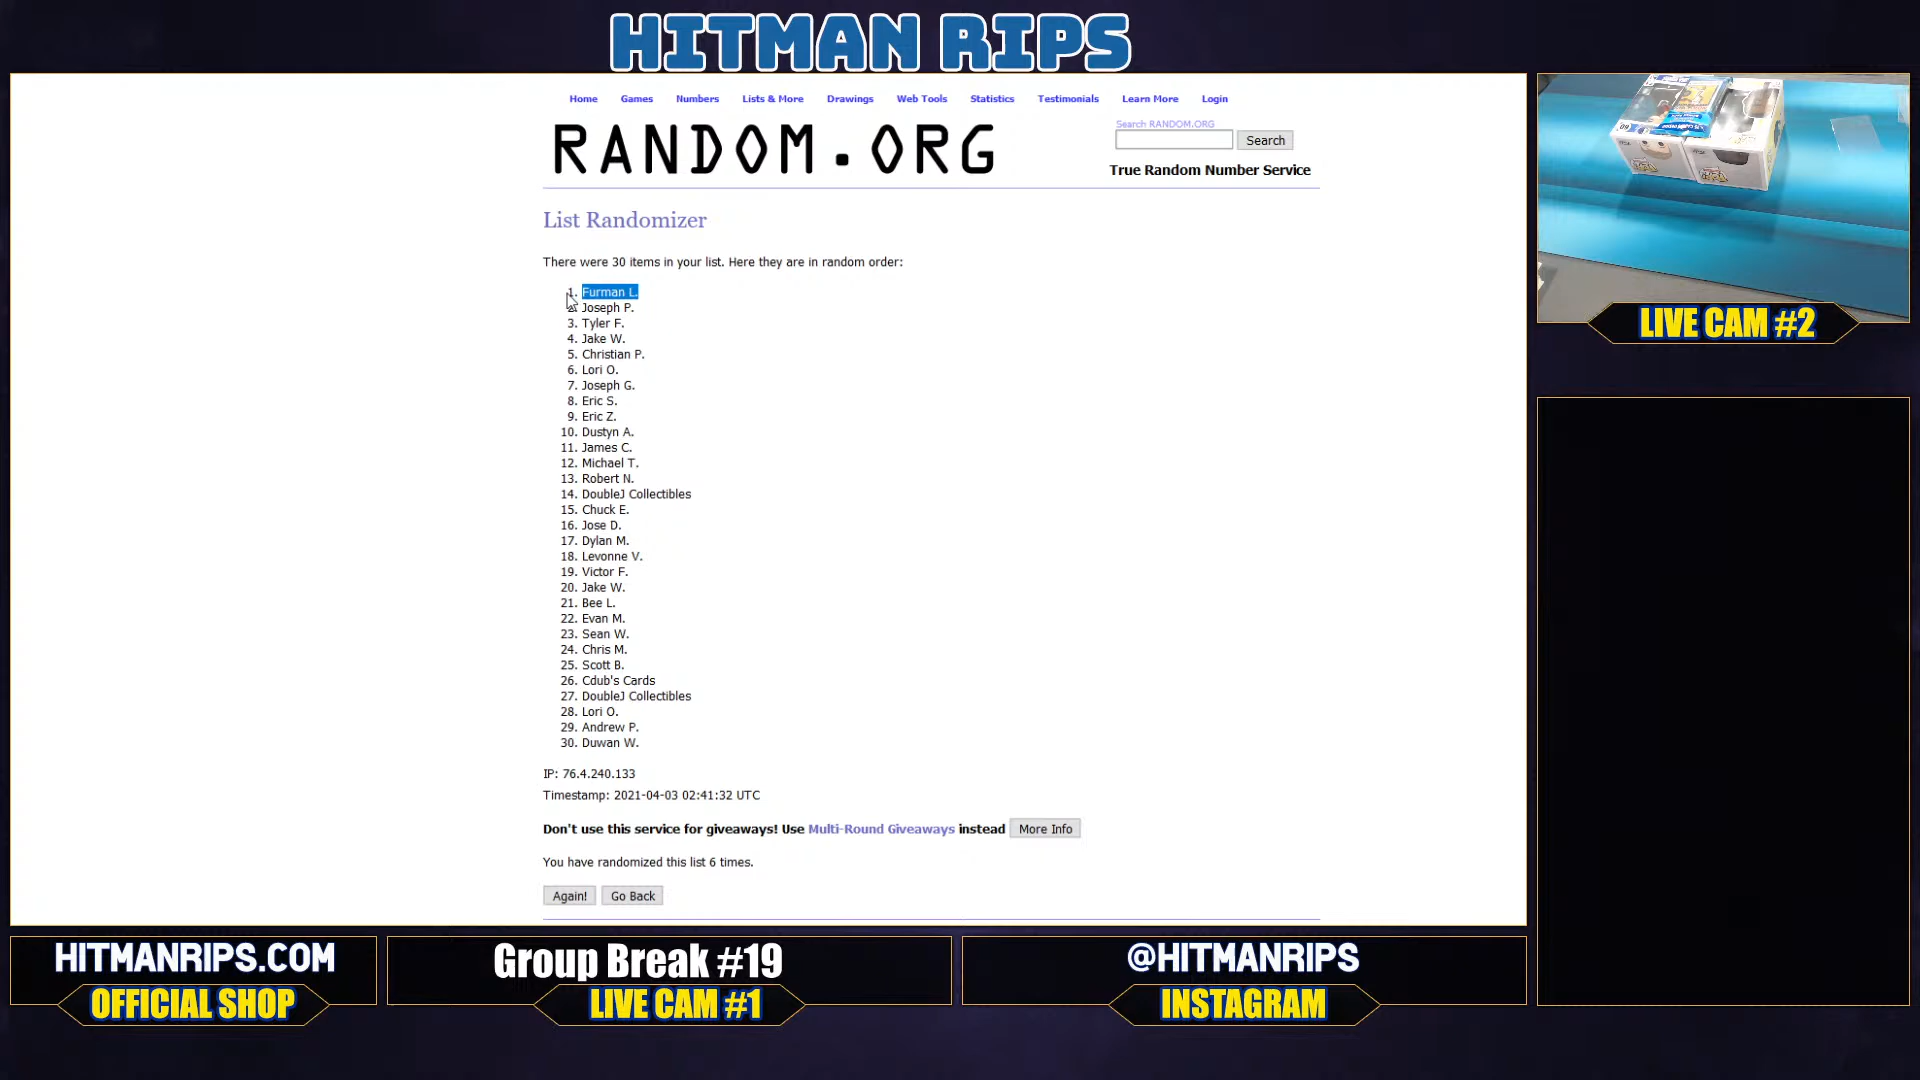 HITMAN RIPS
Home Games Numbers Lists & More Drawings Web Tools Statistics Testimonials Learn More Login
RANDOM.ORG
Search RANDOM.ORG
Search
True Random Number Service
List Randomizer
There were 30 items in your list. Here they are in random order:
1. Furman L.
2. Joseph P.
3. Tyler F.
4. Jake W.
5. Christian P.
6. Lori O.
7. Joseph G.
8. Eric S.
9. Eric Z.
10. Dustyn A.
11. James C.
12. Michael T.
13. Robert N.
14. DoubleJ Collectibles
15. Chuck E.
16. Jose D.
17. Dylan M.
18. Levonne V.
19. Victor F.
20. Jake W.
21. Bee L.
22. Evan M.
23. Sean W.
24. Chris M.
25. Scott B.
26. Cdub's Cards
27. DoubleJ Collectibles
28. Lori O.
29. Andrew P.
30. Duwan W.
IP: 76.4.240.133
Timestamp: 2021-04-03 02:41:32 UTC
Don't use this service for giveaways! Use Multi-Round Giveaways instead More Info
You have randomized this list 6 times.
Again! Go Back
LIVE CAM #2
HITMANRIPS.COM
OFFICIAL SHOP
Group Break #19
LIVE CAM #1
@HITMANRIPS
INSTAGRAM